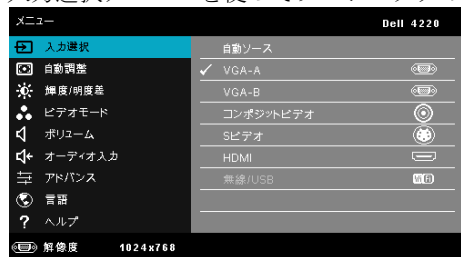 メニュー
Dell 4220
入力選択
自動調整
輝度/明度差
ビデオモード
ボリューム
オーディオ入力
アドバンス
言語
ヘルプ
自動ソース
VGA-A
VGA-B
コンポジットビデオ
Sビデオ
HDMI
無線/USB
解像度 1024x768